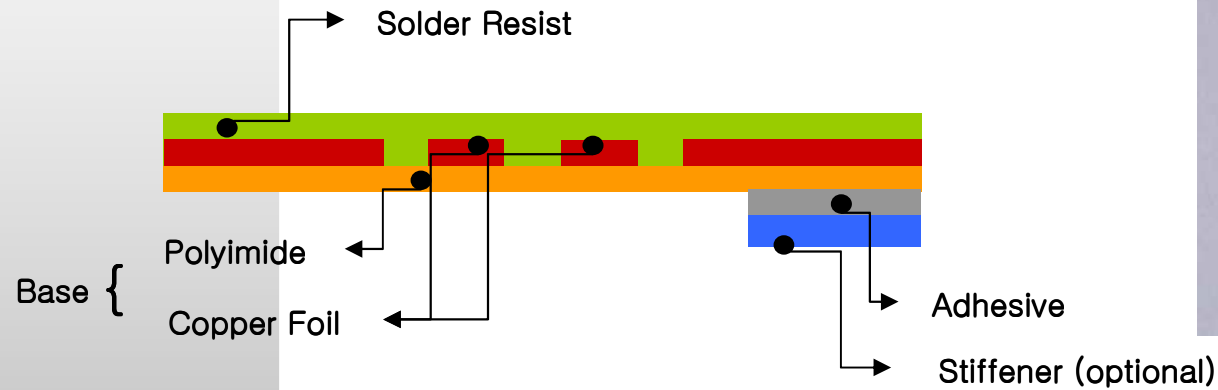 Solder Resist
Polyimide
Base {
Copper Foil
Adhesive
Stiffener (optional)